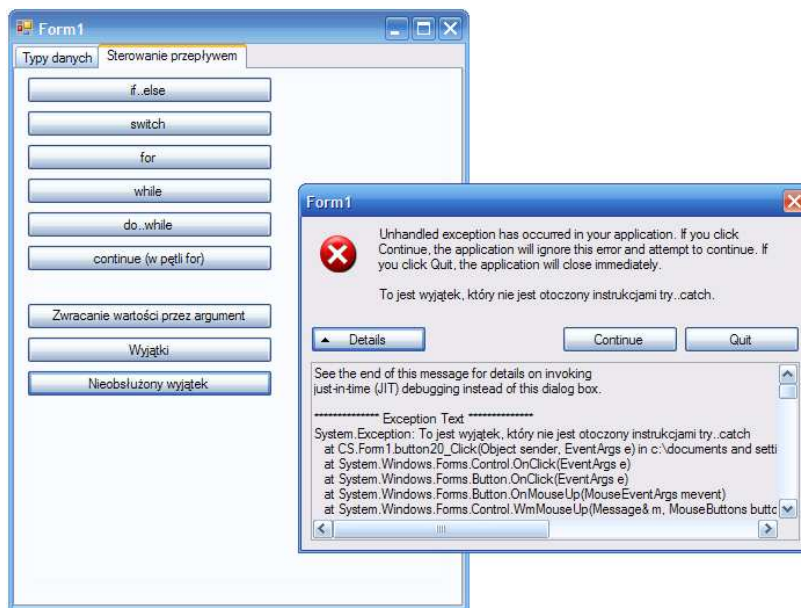 Form1
Typy danych
Sterowanie przepływem
if..else
switch
for
while
do..while
continue (w pętli for)
Zwracanie wartości przez argument
Wyjątki
Nieobsłużony wyjątek
Form1
Unhandled exception has occurred in your application. If you click
Continue, the application will ignore this error and attempt to continue. If
you click Quit, the application will close immediately.
To jest wyjątek, który nie jest otoczony instrukcjami try..catch.
Details
Continue
Quit
See the end of this message for details on invoking
just-in-time (JIT) debugging instead of this dialog box.
************** Exception Text **************
System.Exception: To jest wyjątek, który nie jest otoczony instrukcjami try..catch
at CS.Form1.button20_Click(Object sender, EventArgs e) in c:\documents and setti
at System.Windows.Forms.Control.OnClick(EventArgs e)
at System.Windows.Forms.Button.OnClick(EventArgs e)
at System.Windows.Forms.Button.OnMouseUp(MouseEventArgs mevent)
at System.Windows.Forms.Control.WmMouseUp(Message& m, MouseButtons buttc